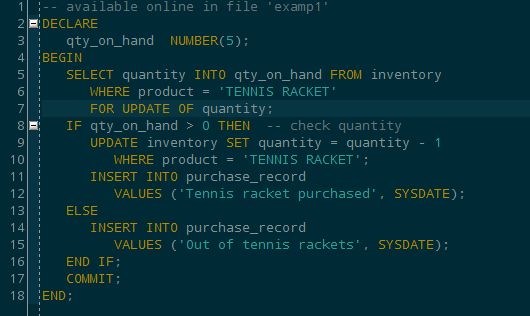 1 -- available online in file 'examp1'
2 DECLARE
3    qty_on_hand  NUMBER(5);
4 BEGIN
5    SELECT quantity INTO qty_on_hand FROM inventory
6       WHERE product = 'TENNIS RACKET'
7       FOR UPDATE OF quantity;
8    IF qty_on_hand > 0 THEN  -- check quantity
9       UPDATE inventory SET quantity = quantity - 1
10          WHERE product = 'TENNIS RACKET';
11       INSERT INTO purchase_record
12          VALUES ('Tennis racket purchased', SYSDATE);
13    ELSE
14       INSERT INTO purchase_record
15          VALUES ('Out of tennis rackets', SYSDATE);
16    END IF;
17    COMMIT;
18 END;